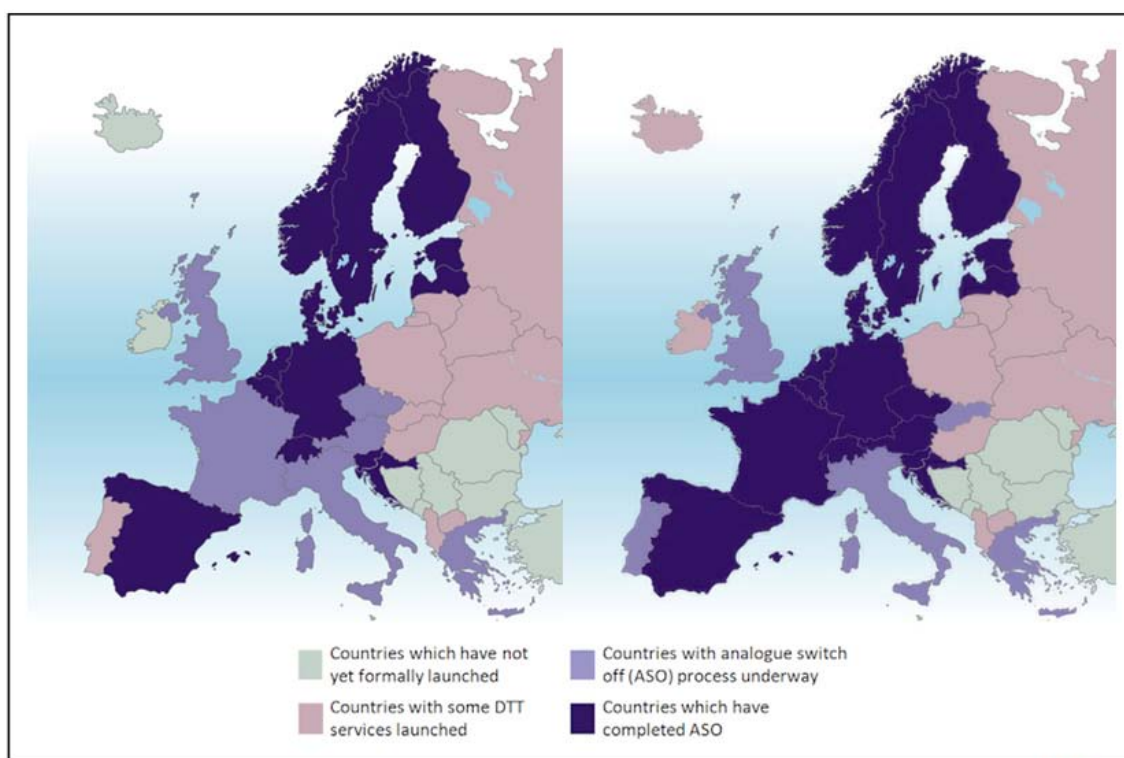 Countries which have not
yet formally launched
Countries with analogue switch
off (ASO) process underway
Countries with some DTT
services launched
Countries which have
completed ASO